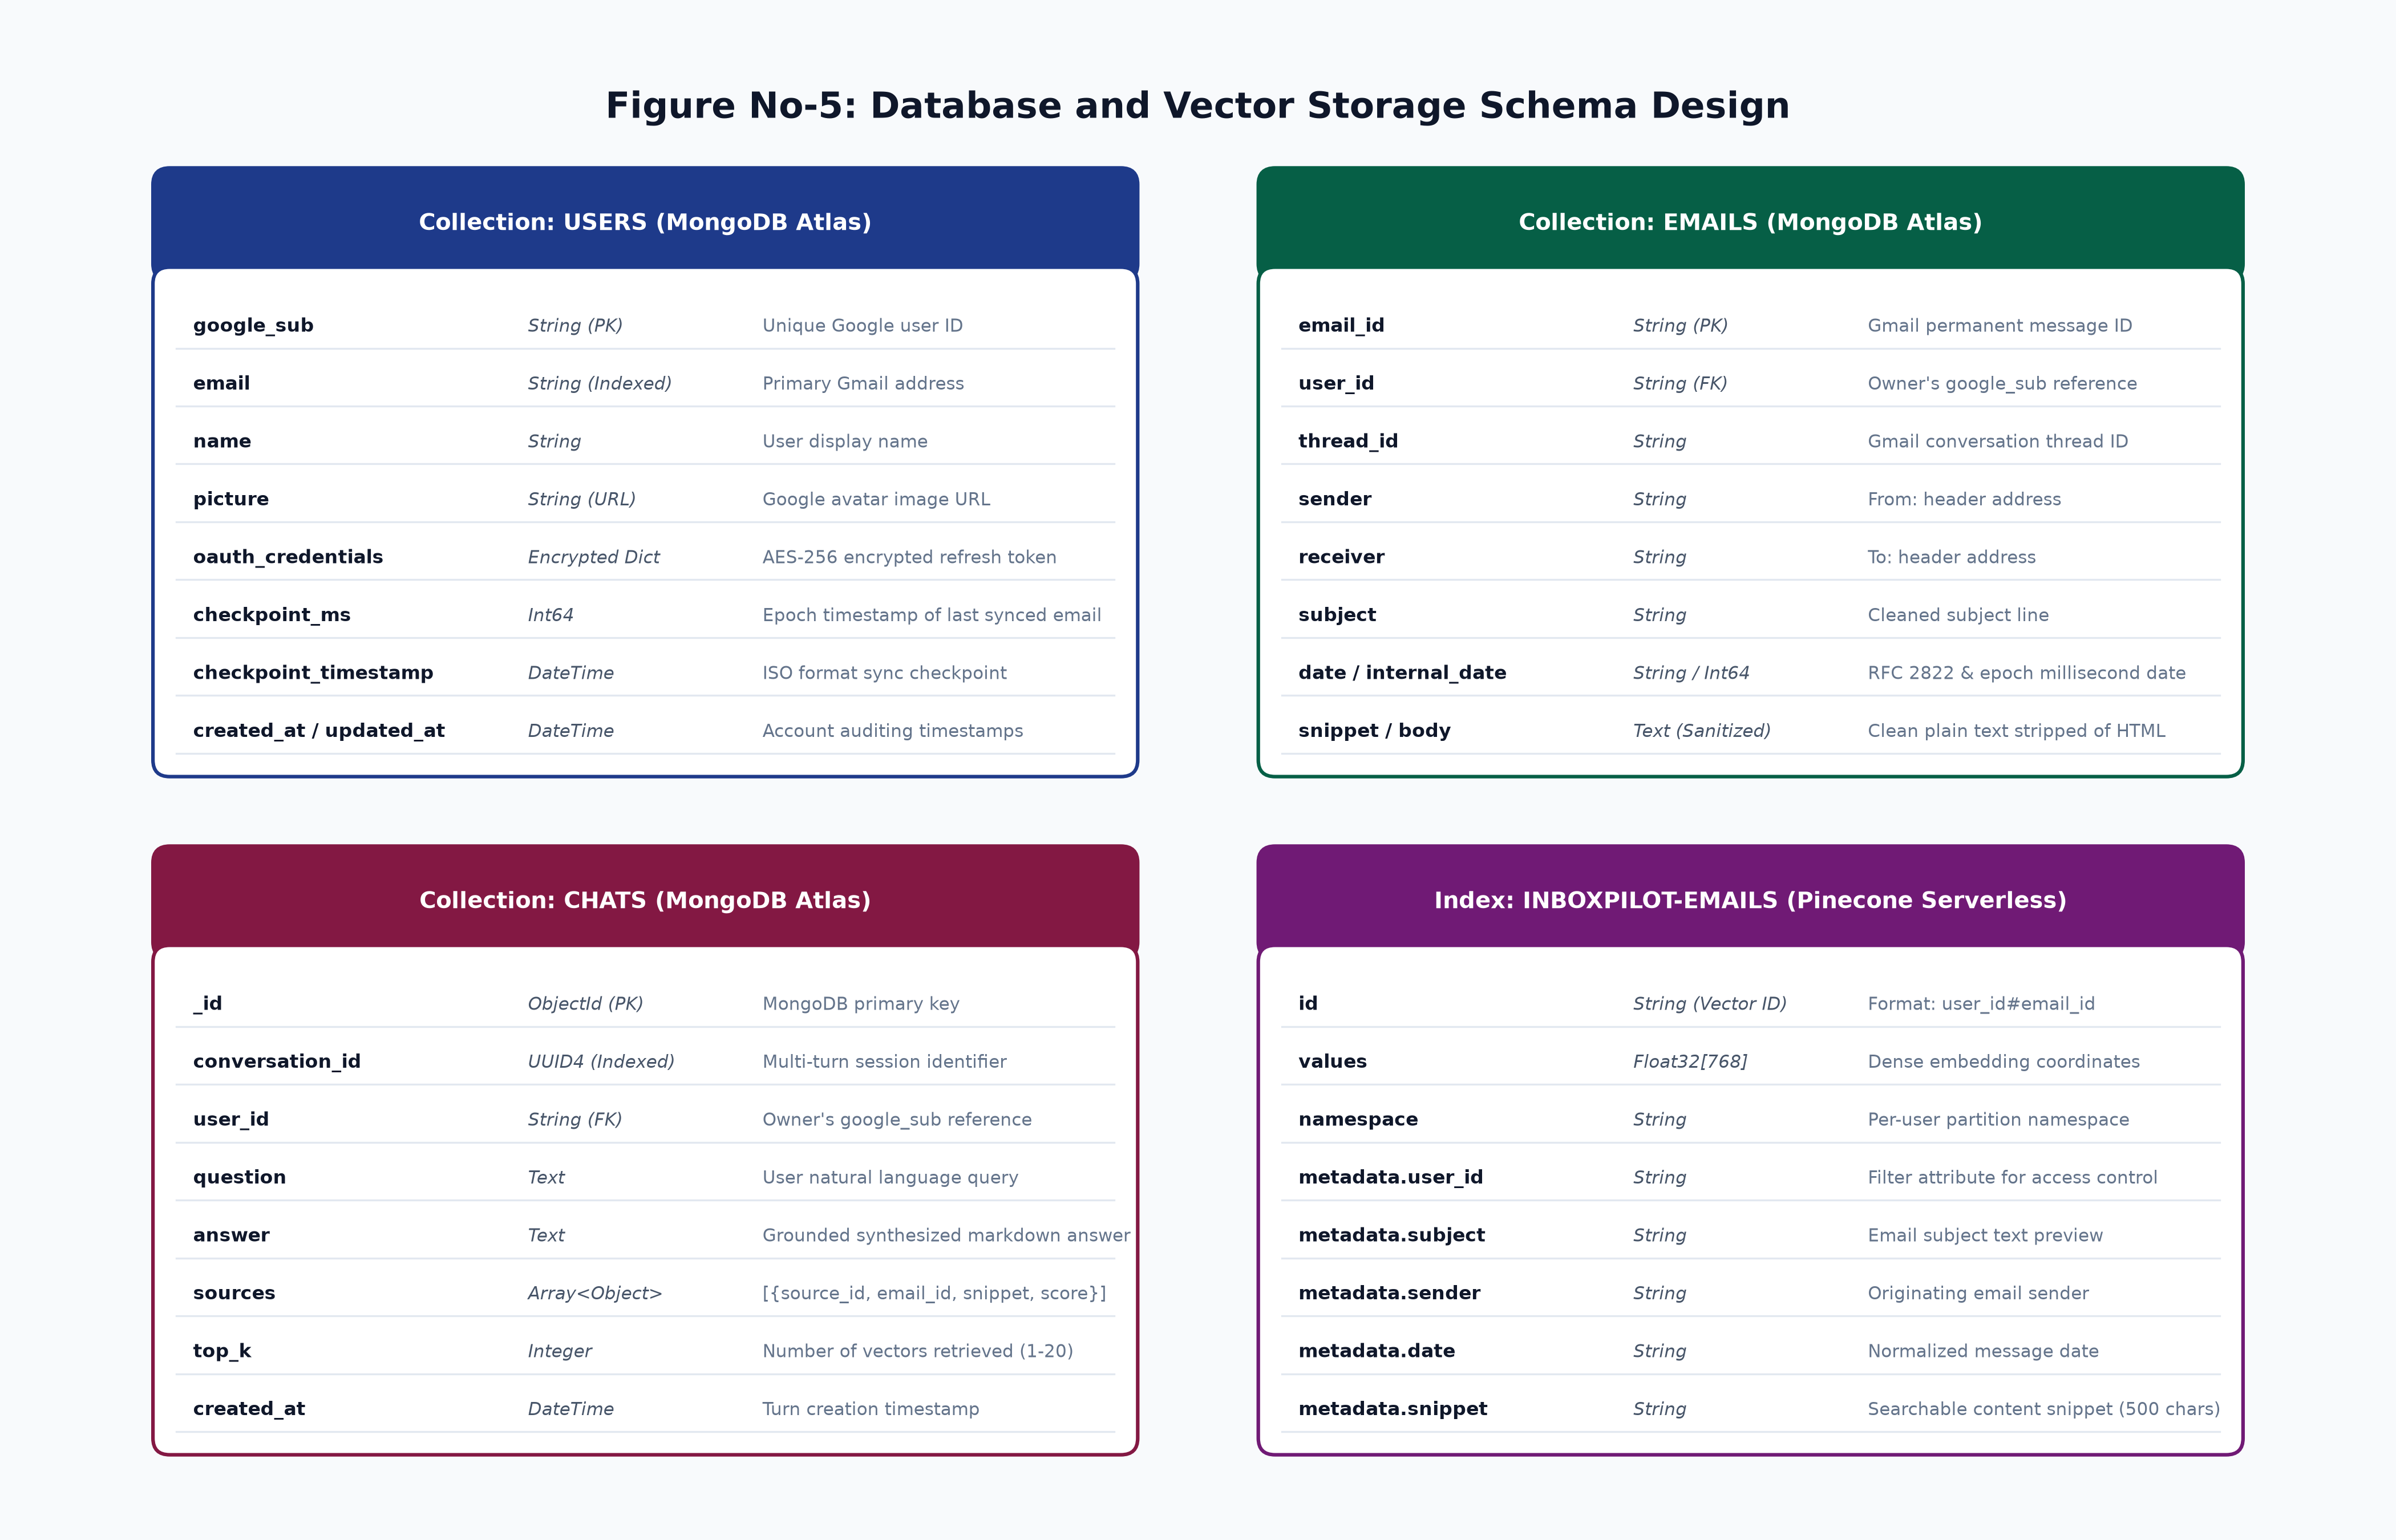 Figure No-5: Database and Vector Storage Schema Design
Collection: USERS (MongoDB Atlas)
google_sub String (PK) Unique Google user ID
email String (Indexed) Primary Gmail address
name String User display name
picture String (URL) Google avatar image URL
oauth_credentials Encrypted Dict AES-256 encrypted refresh token
checkpoint_ms Int64 Epoch timestamp of last synced email
checkpoint_timestamp DateTime ISO format sync checkpoint
created_at / updated_at DateTime Account auditing timestamps
Collection: EMAILS (MongoDB Atlas)
email_id String (PK) Gmail permanent message ID
user_id String (FK) Owner's google_sub reference
thread_id String Gmail conversation thread ID
sender String From: header address
receiver String To: header address
subject String Cleaned subject line
date / internal_date String / Int64 RFC 2822 & epoch millisecond date
snippet / body Text (Sanitized) Clean plain text stripped of HTML
Collection: CHATS (MongoDB Atlas)
_id ObjectId (PK) MongoDB primary key
conversation_id UUID4 (Indexed) Multi-turn session identifier
user_id String (FK) Owner's google_sub reference
question Text User natural language query
answer Text Grounded synthesized markdown answer
sources Array<Object> [{source_id, email_id, snippet, score}]
top_k Integer Number of vectors retrieved (1-20)
created_at DateTime Turn creation timestamp
Index: INBOXPILOT-EMAILS (Pinecone Serverless)
id String (Vector ID) Format: user_id#email_id
values Float32[768] Dense embedding coordinates
namespace String Per-user partition namespace
metadata.user_id String Filter attribute for access control
metadata.subject String Email subject text preview
metadata.sender String Originating email sender
metadata.date String Normalized message date
metadata.snippet String Searchable content snippet (500 chars)